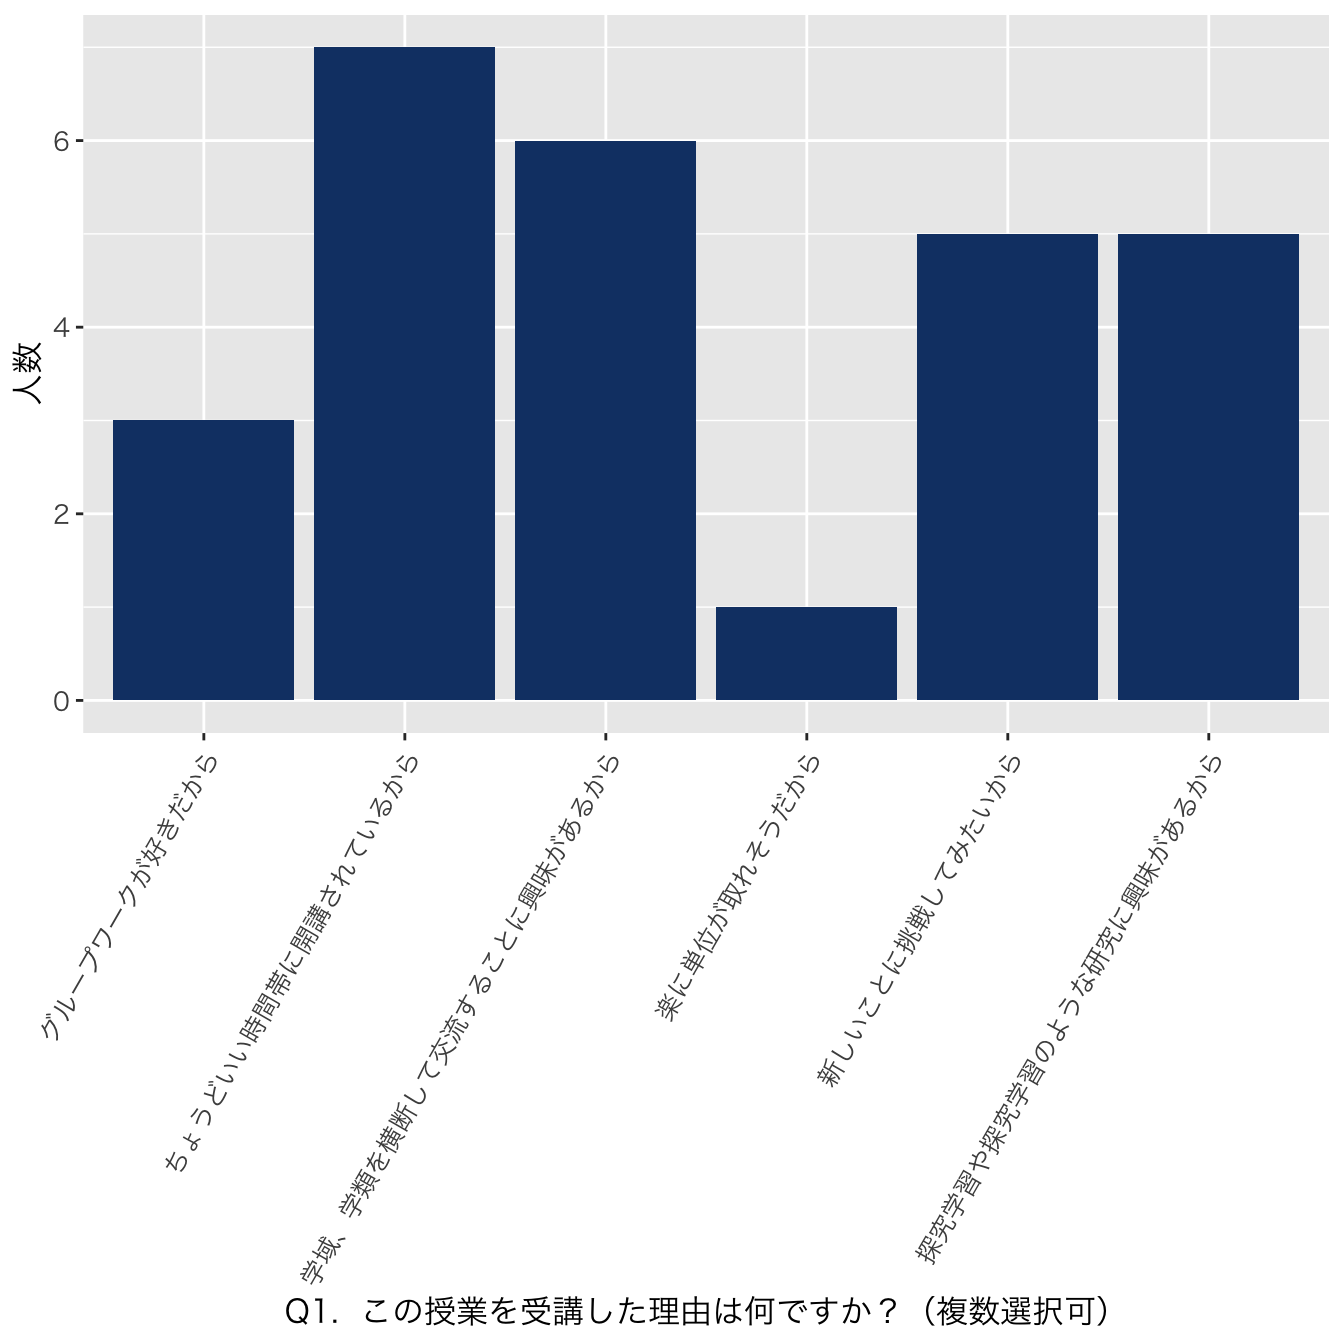 人数
6
4
2
0
グループワークが好きだから
ちょうどいい時間帯に開講されているから
学域、学類を横断して交流することに興味があるから
楽に単位が取れそうだから
新しいことに挑戦してみたいから
探究学習や探究学習のような研究に興味があるから
Q1. この授業を受講した理由は何ですか？（複数選択可）